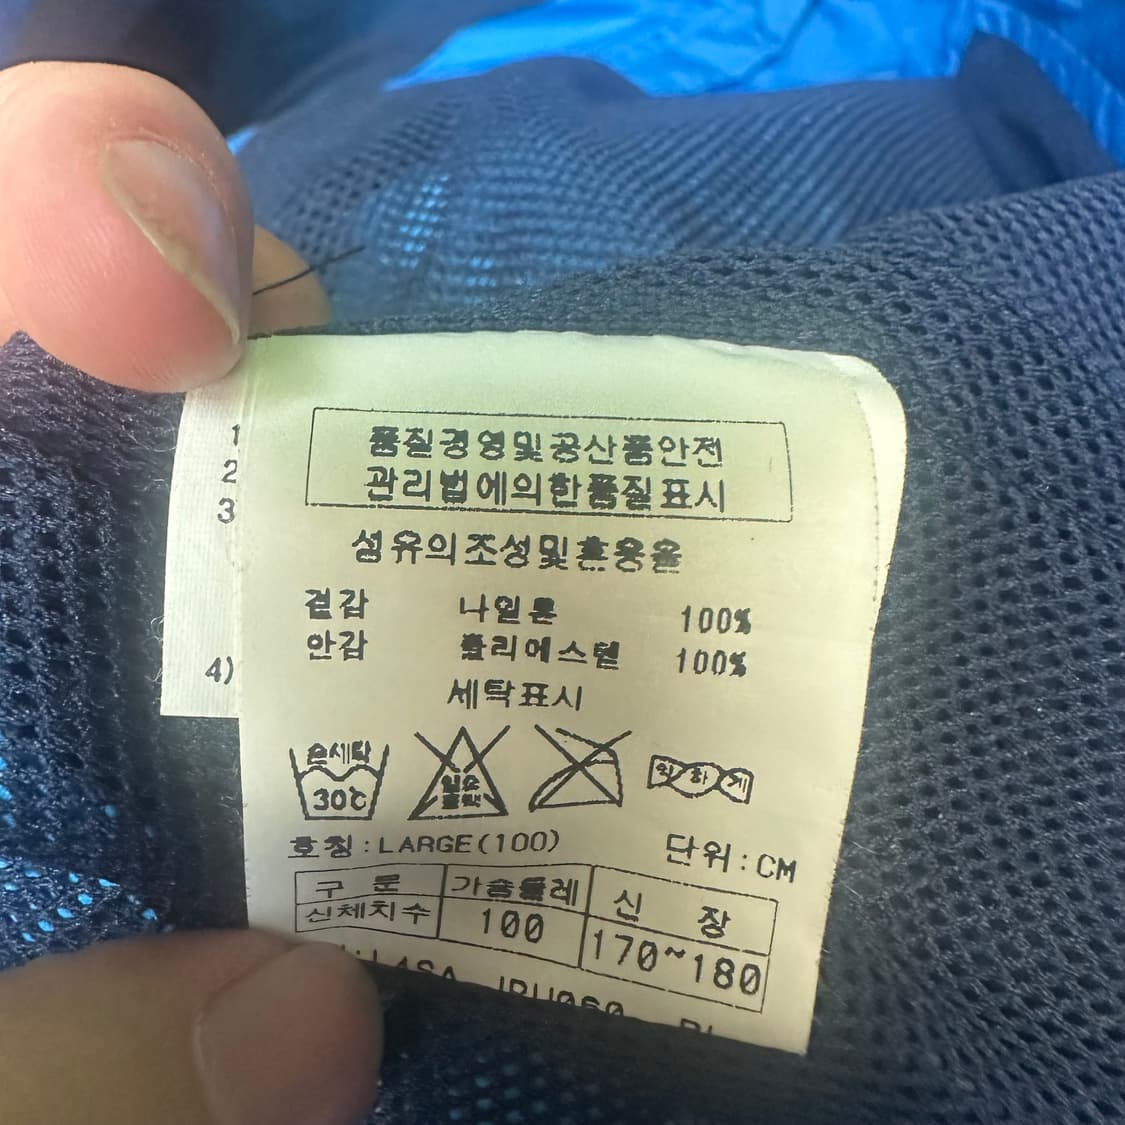 품질경영및공산품안전
관리법에의한품질표시
섬유의조성및혼용율
겉감 나일론 100%
안감 폴리에스텔 100%
세탁표시
손세탁
30℃
염소
표백
약하게
호칭:LARGE(100) 단위:CM
구 분 가슴둘레 신 장
신체치수 100 170~180
1
2
3
4)